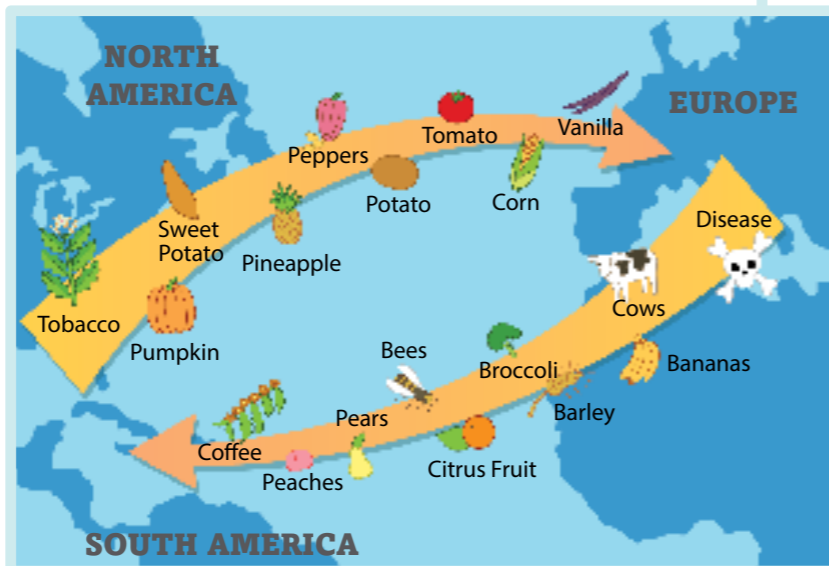 NORTH
AMERICA
EUROPE
Vanilla
Tomato
Peppers
Corn
Potato
Sweet
Potato
Pineapple
Tobacco
Pumpkin
Disease
Cows
Bananas
Broccoli
Barley
Bees
Citrus Fruit
Pears
Peaches
Coffee
SOUTH AMERICA